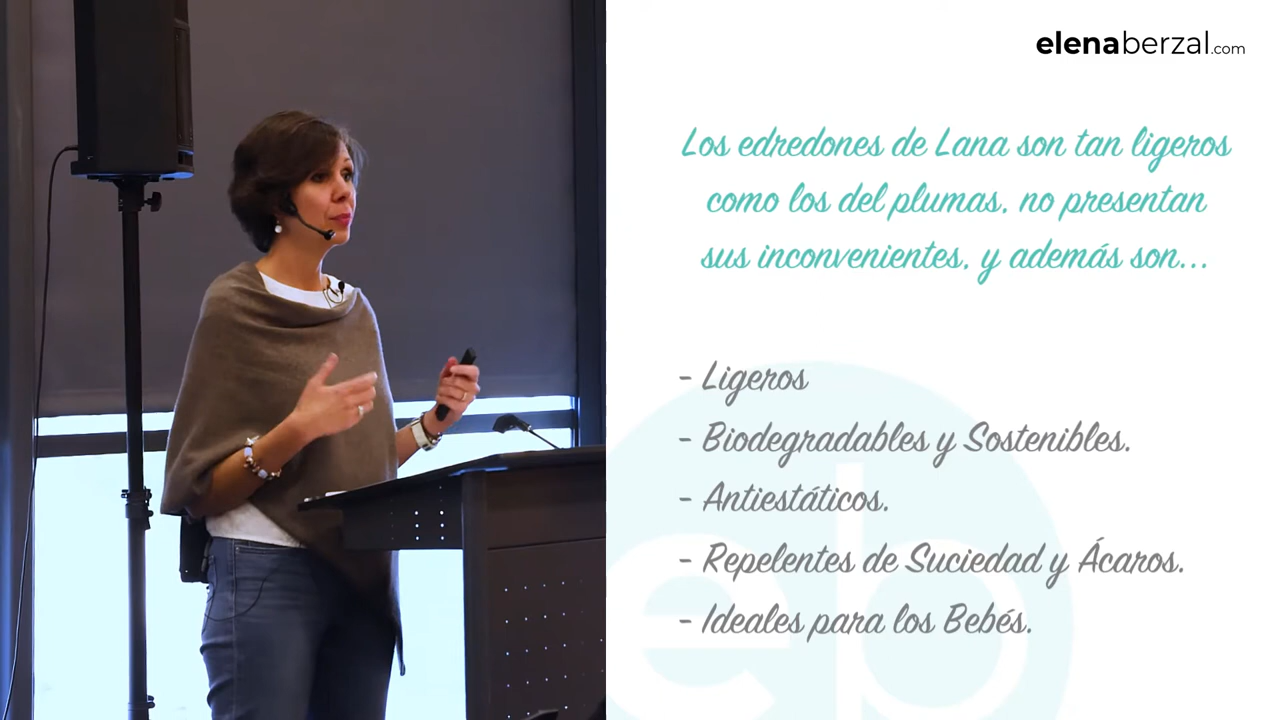 elenaberzal.com
Los edredones de Lana son tan ligeros
como los del plumas, no presentan
sus inconvenientes, y además son...
- Ligeros
- Biodegradables y Sostenibles.
- Antiestáticos.
- Repelentes de Suciedad y Ácaros.
- Ideales para los Bebés.
eb